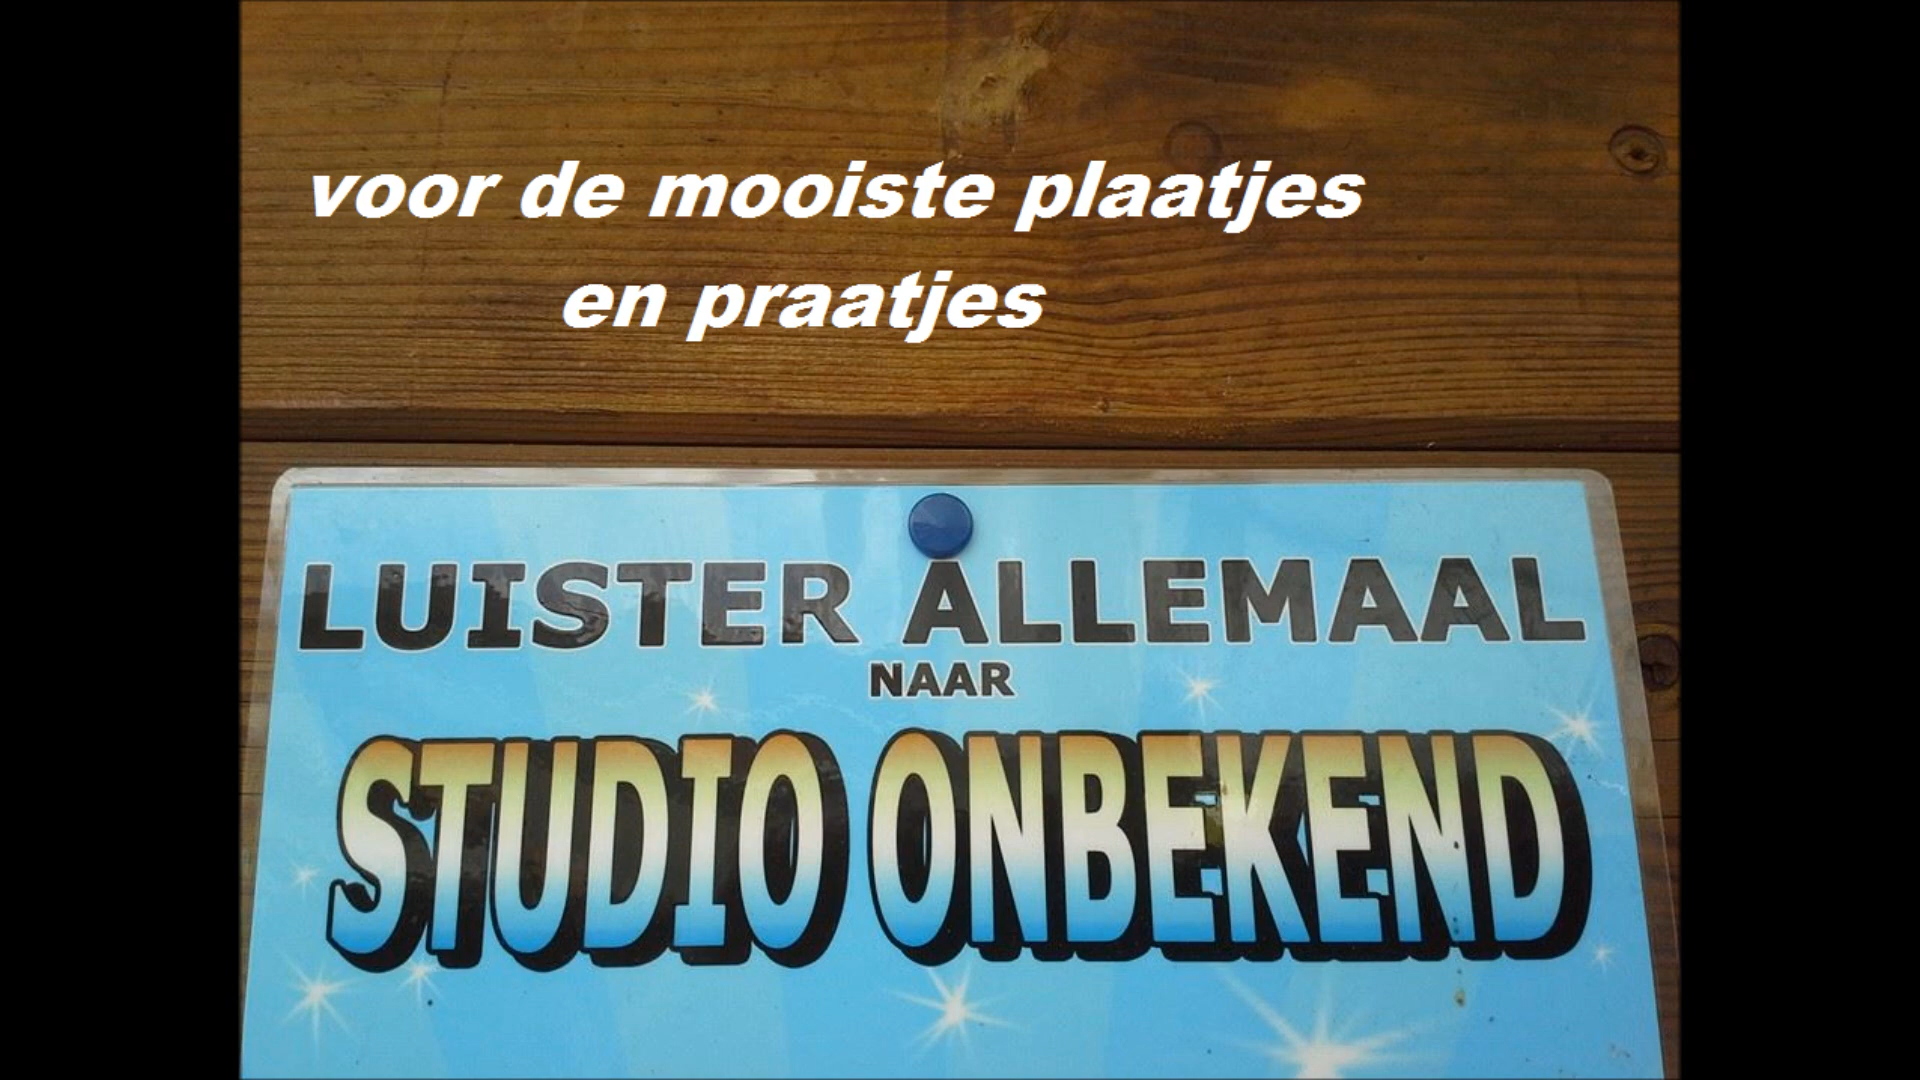 voor de mooiste plaatjes
en praatjes
LUISTER ALLEMAAL
NAAR
STUDIO ONBEKEND